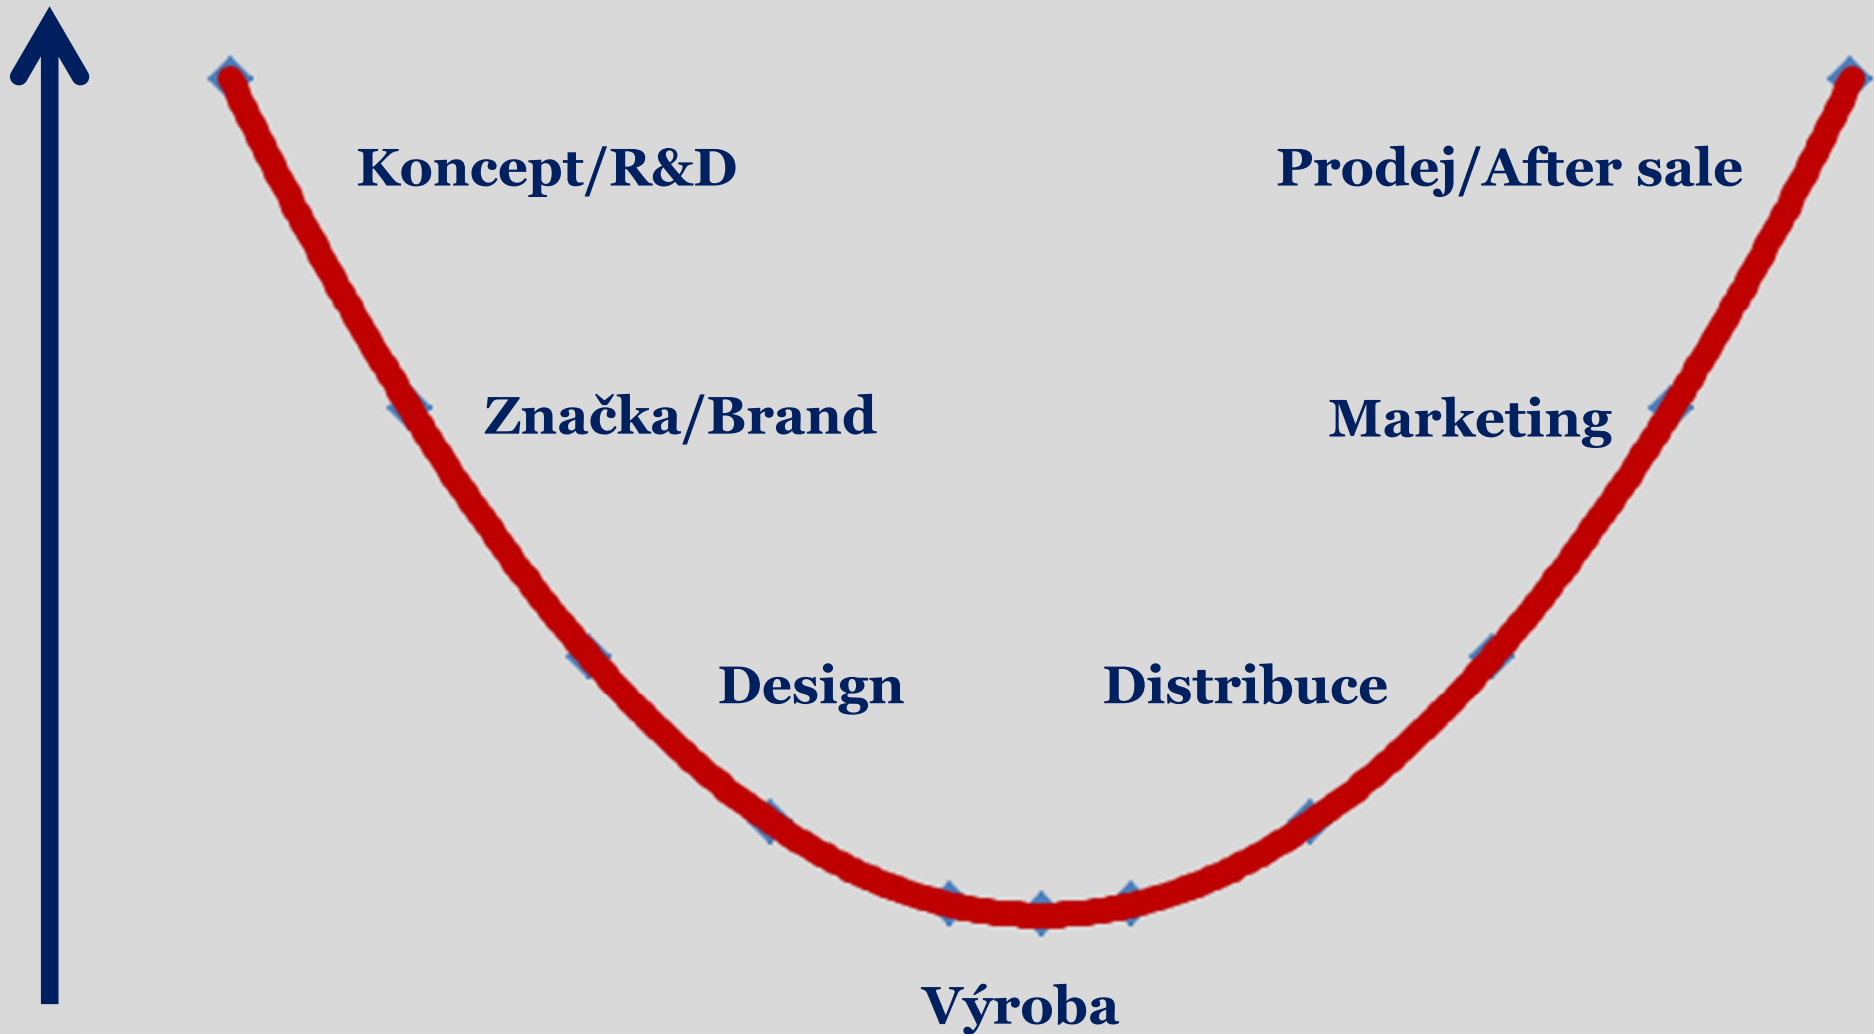 Koncept/R&D
Prodej/After sale
Značka/Brand
Marketing
Design
Distribuce
Výroba